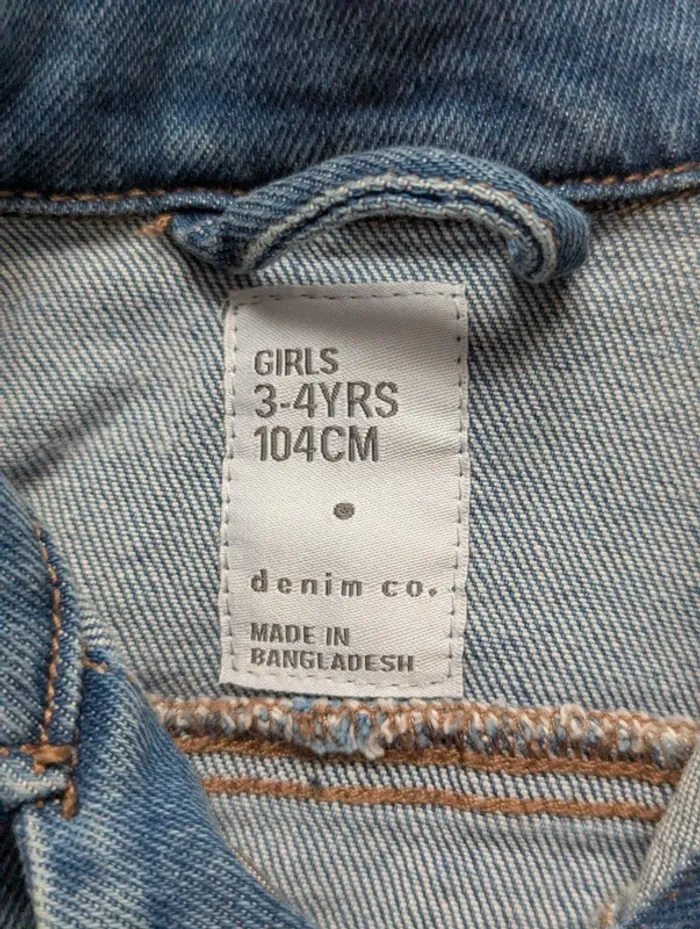 GIRLS
3-4YRS
104CM
denim co.
MADE IN
BANGLADESH